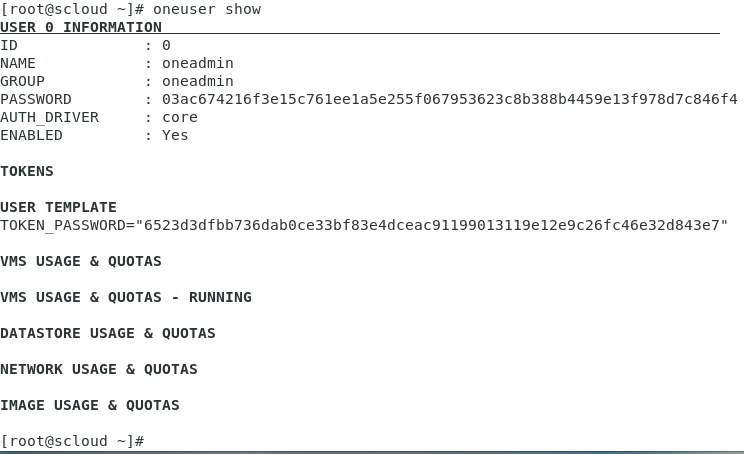 [root@scloud ~]# oneuser show
USER 0 INFORMATION
ID              : 0
NAME            : oneadmin
GROUP           : oneadmin
PASSWORD        : 03ac674216f3e15c761ee1a5e255f067953623c8b388b4459e13f978d7c846f4
AUTH_DRIVER     : core
ENABLED         : Yes
TOKENS
USER TEMPLATE
TOKEN_PASSWORD="6523d3dfbb736dab0ce33bf83e4dceac91199013119e12e9c26fc46e32d843e7"
VMS USAGE & QUOTAS
VMS USAGE & QUOTAS - RUNNING
DATASTORE USAGE & QUOTAS
NETWORK USAGE & QUOTAS
IMAGE USAGE & QUOTAS
[root@scloud ~]#